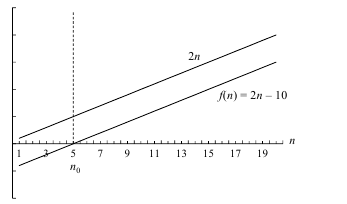 2n
f(n) = 2n – 10
n
1 3 5 7 9 11 13 15 17 19
n₀